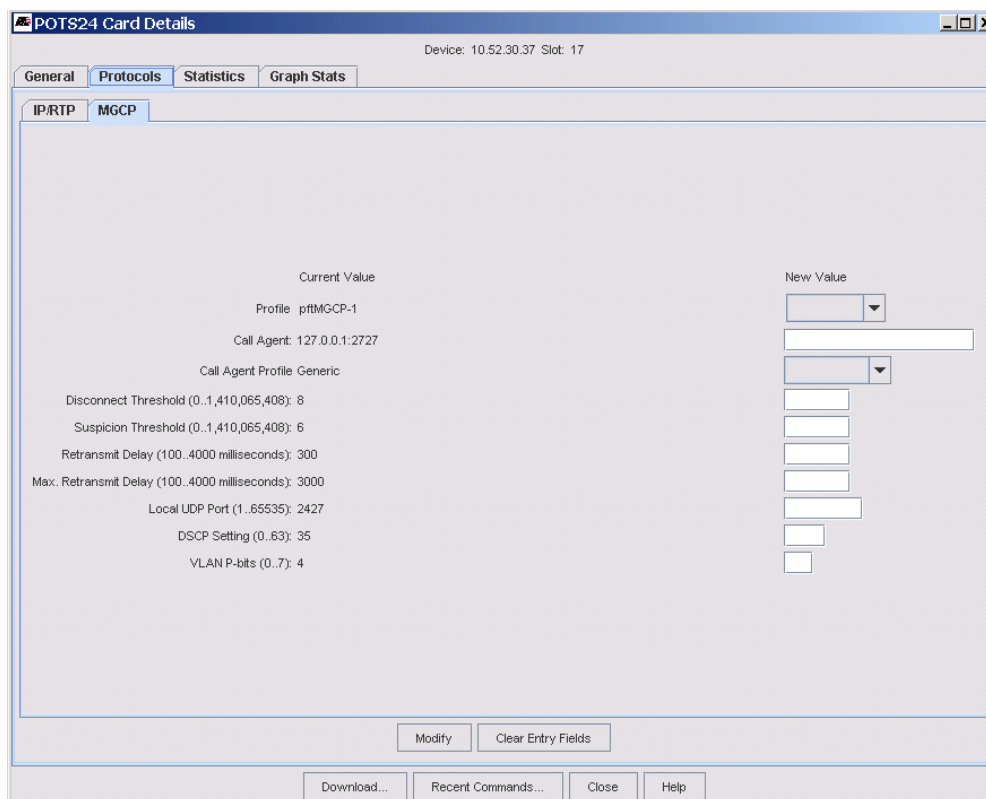 POTS24 Card Details
Device: 10.52.30.37 Slot: 17
General Protocols Statistics Graph Stats
IP/RTP MGCP
Current Value New Value
Profile pftMGCP-1
Call Agent: 127.0.0.1:2727
Call Agent Profile Generic
Disconnect Threshold (0..1,410,065,408): 8
Suspicion Threshold (0..1,410,065,408): 6
Retransmit Delay (100..4000 milliseconds): 300
Max. Retransmit Delay (100..4000 milliseconds): 3000
Local UDP Port (1..65535): 2427
DSCP Setting (0..63): 35
VLAN P-bits (0..7): 4
Modify Clear Entry Fields
Download... Recent Commands... Close Help